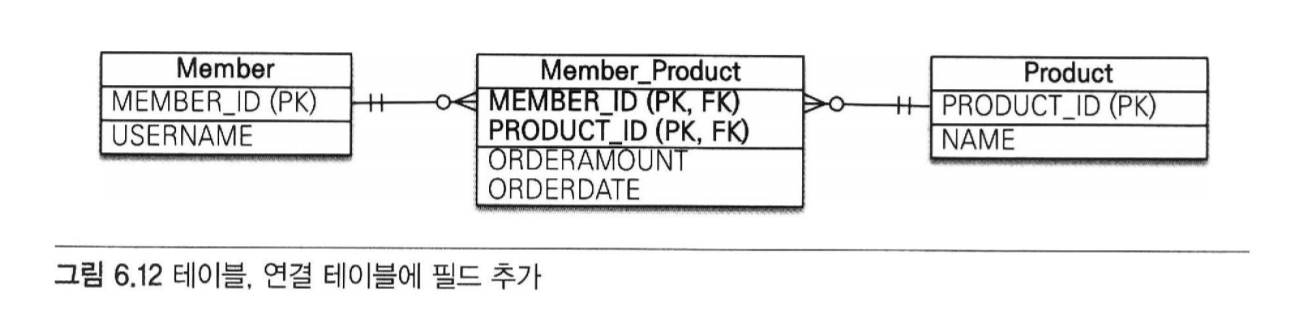 Member
MEMBER_ID (PK)
USERNAME
Member_Product
MEMBER_ID (PK, FK)
PRODUCT_ID (PK, FK)
ORDERAMOUNT
ORDERDATE
Product
PRODUCT_ID (PK)
NAME
그림 6.12 테이블, 연결 테이블에 필드 추가